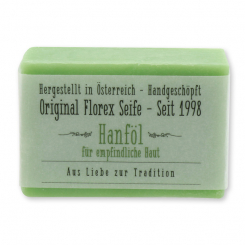 Hergestellt in Österreich - Handgeschöpft
Original Florex Seife - Seit 1998
Hanföl
für empfindliche Haut
Aus Liebe zur Tradition